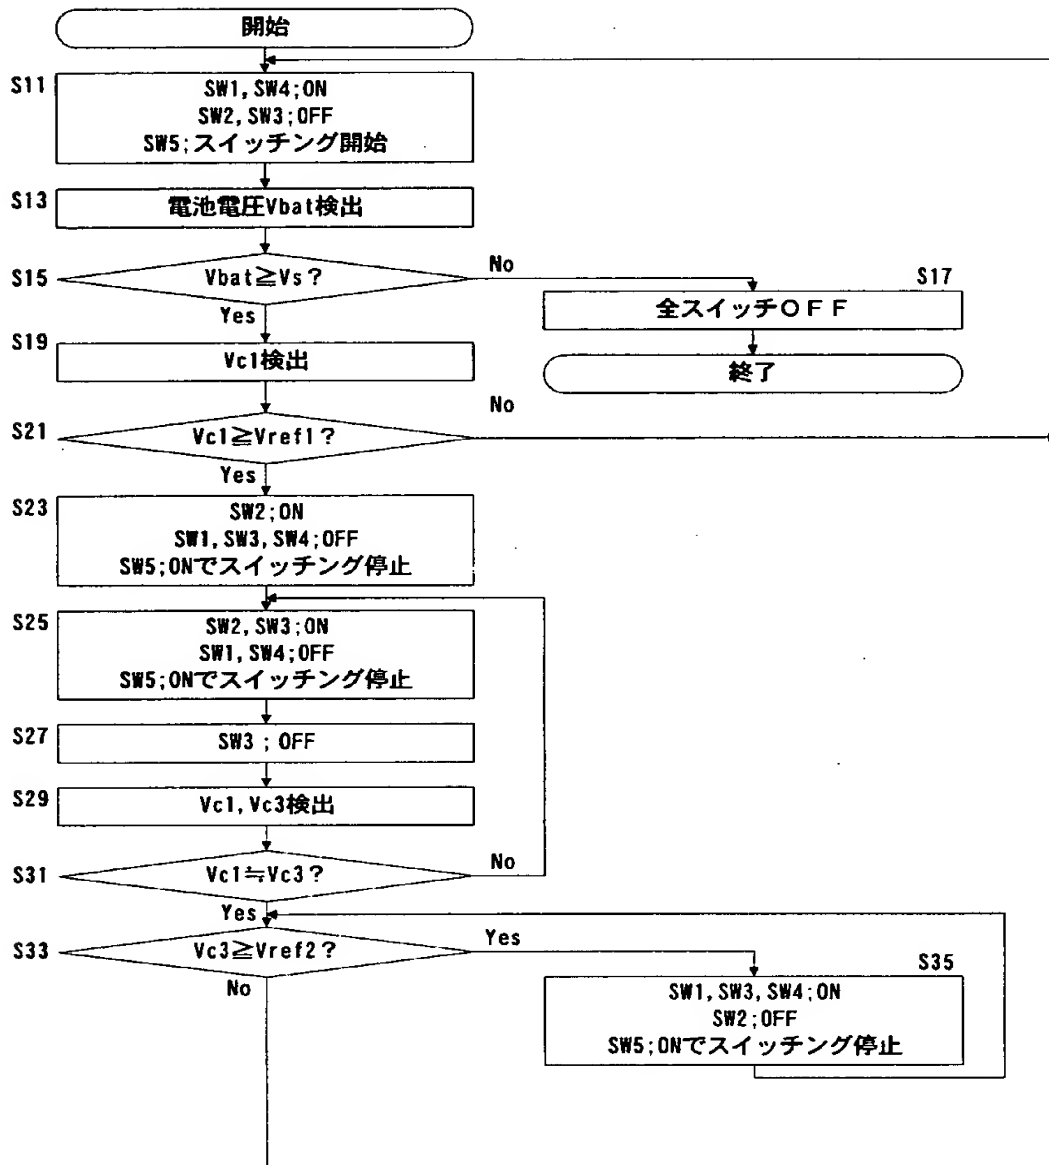 開始
S11
SW1,SW4;ON
SW2,SW3;OFF
SW5;スイッチング開始
S13
電池電圧Vbat検出
S15
Vbat≧Vs?
No
Yes
S17
全スイッチOFF
終了
S19
Vc1検出
S21
Vc1≧Vref1?
No
Yes
S23
SW2;ON
SW1,SW3,SW4;OFF
SW5;ONでスイッチング停止
S25
SW2,SW3;ON
SW1,SW4;OFF
SW5;ONでスイッチング停止
S27
SW3;OFF
S29
Vc1,Vc3検出
S31
Vc1≒Vc3?
No
Yes
S33
Vc3≧Vref2?
Yes
No
S35
SW1,SW3,SW4;ON
SW2;OFF
SW5;ONでスイッチング停止